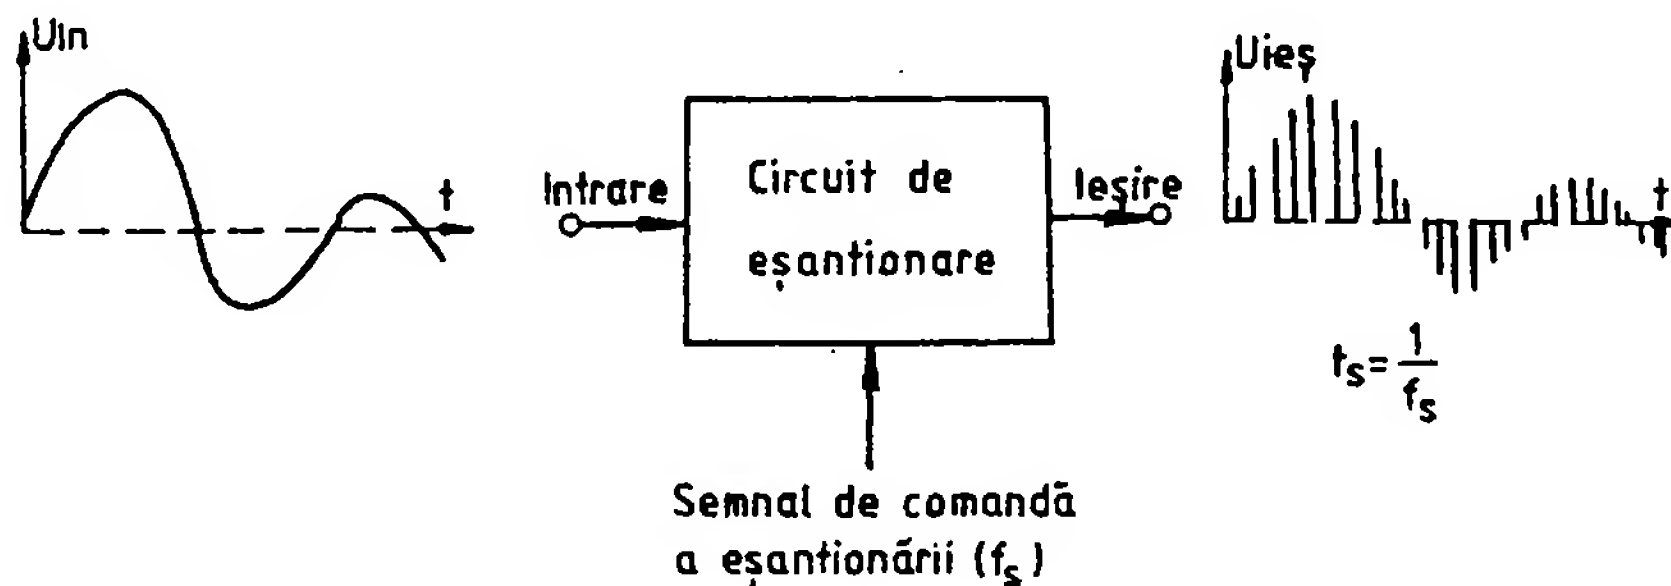 Uin
t
Intrare
Circuit de
eșantionare
Ieșire
Uieș
t
ts = 1/fs
Semnal de comandă
a eșantionării (fs)